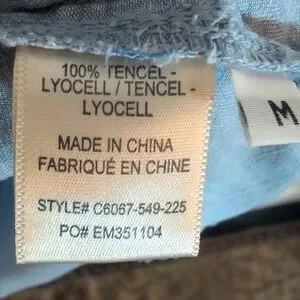 100% TENCEL -
LYOCELL / TENCEL -
LYOCELL
MADE IN CHINA
FABRIQUÉ EN CHINE
STYLE# C6067-549-225
PO# EM351104
M